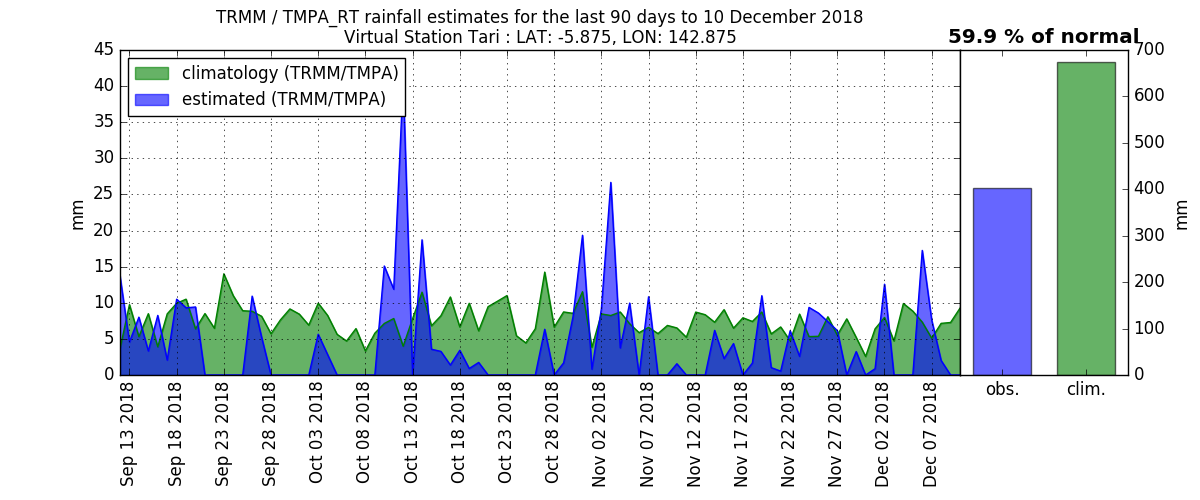 TRMM / TMPA_RT rainfall estimates for the last 90 days to 10 December 2018
Virtual Station Tari : LAT: -5.875, LON: 142.875
59.9 % of normal
climatology (TRMM/TMPA)
estimated (TRMM/TMPA)
45
40
35
30
25
20
15
10
5
0
mm
Sep 13 2018
Sep 18 2018
Sep 23 2018
Sep 28 2018
Oct 03 2018
Oct 08 2018
Oct 13 2018
Oct 18 2018
Oct 23 2018
Oct 28 2018
Nov 02 2018
Nov 07 2018
Nov 12 2018
Nov 17 2018
Nov 22 2018
Nov 27 2018
Dec 02 2018
Dec 07 2018
obs.
clim.
700
600
500
400
300
200
100
0
mm